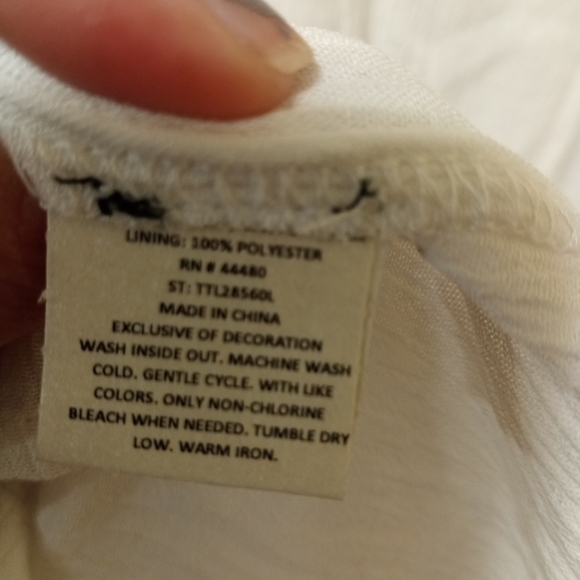 LINING: 100% POLYESTER
RN # 44480
ST: TTL28560L
MADE IN CHINA
EXCLUSIVE OF DECORATION
WASH INSIDE OUT. MACHINE WASH
COLD. GENTLE CYCLE. WITH LIKE
COLORS. ONLY NON-CHLORINE
BLEACH WHEN NEEDED. TUMBLE DRY
LOW. WARM IRON.